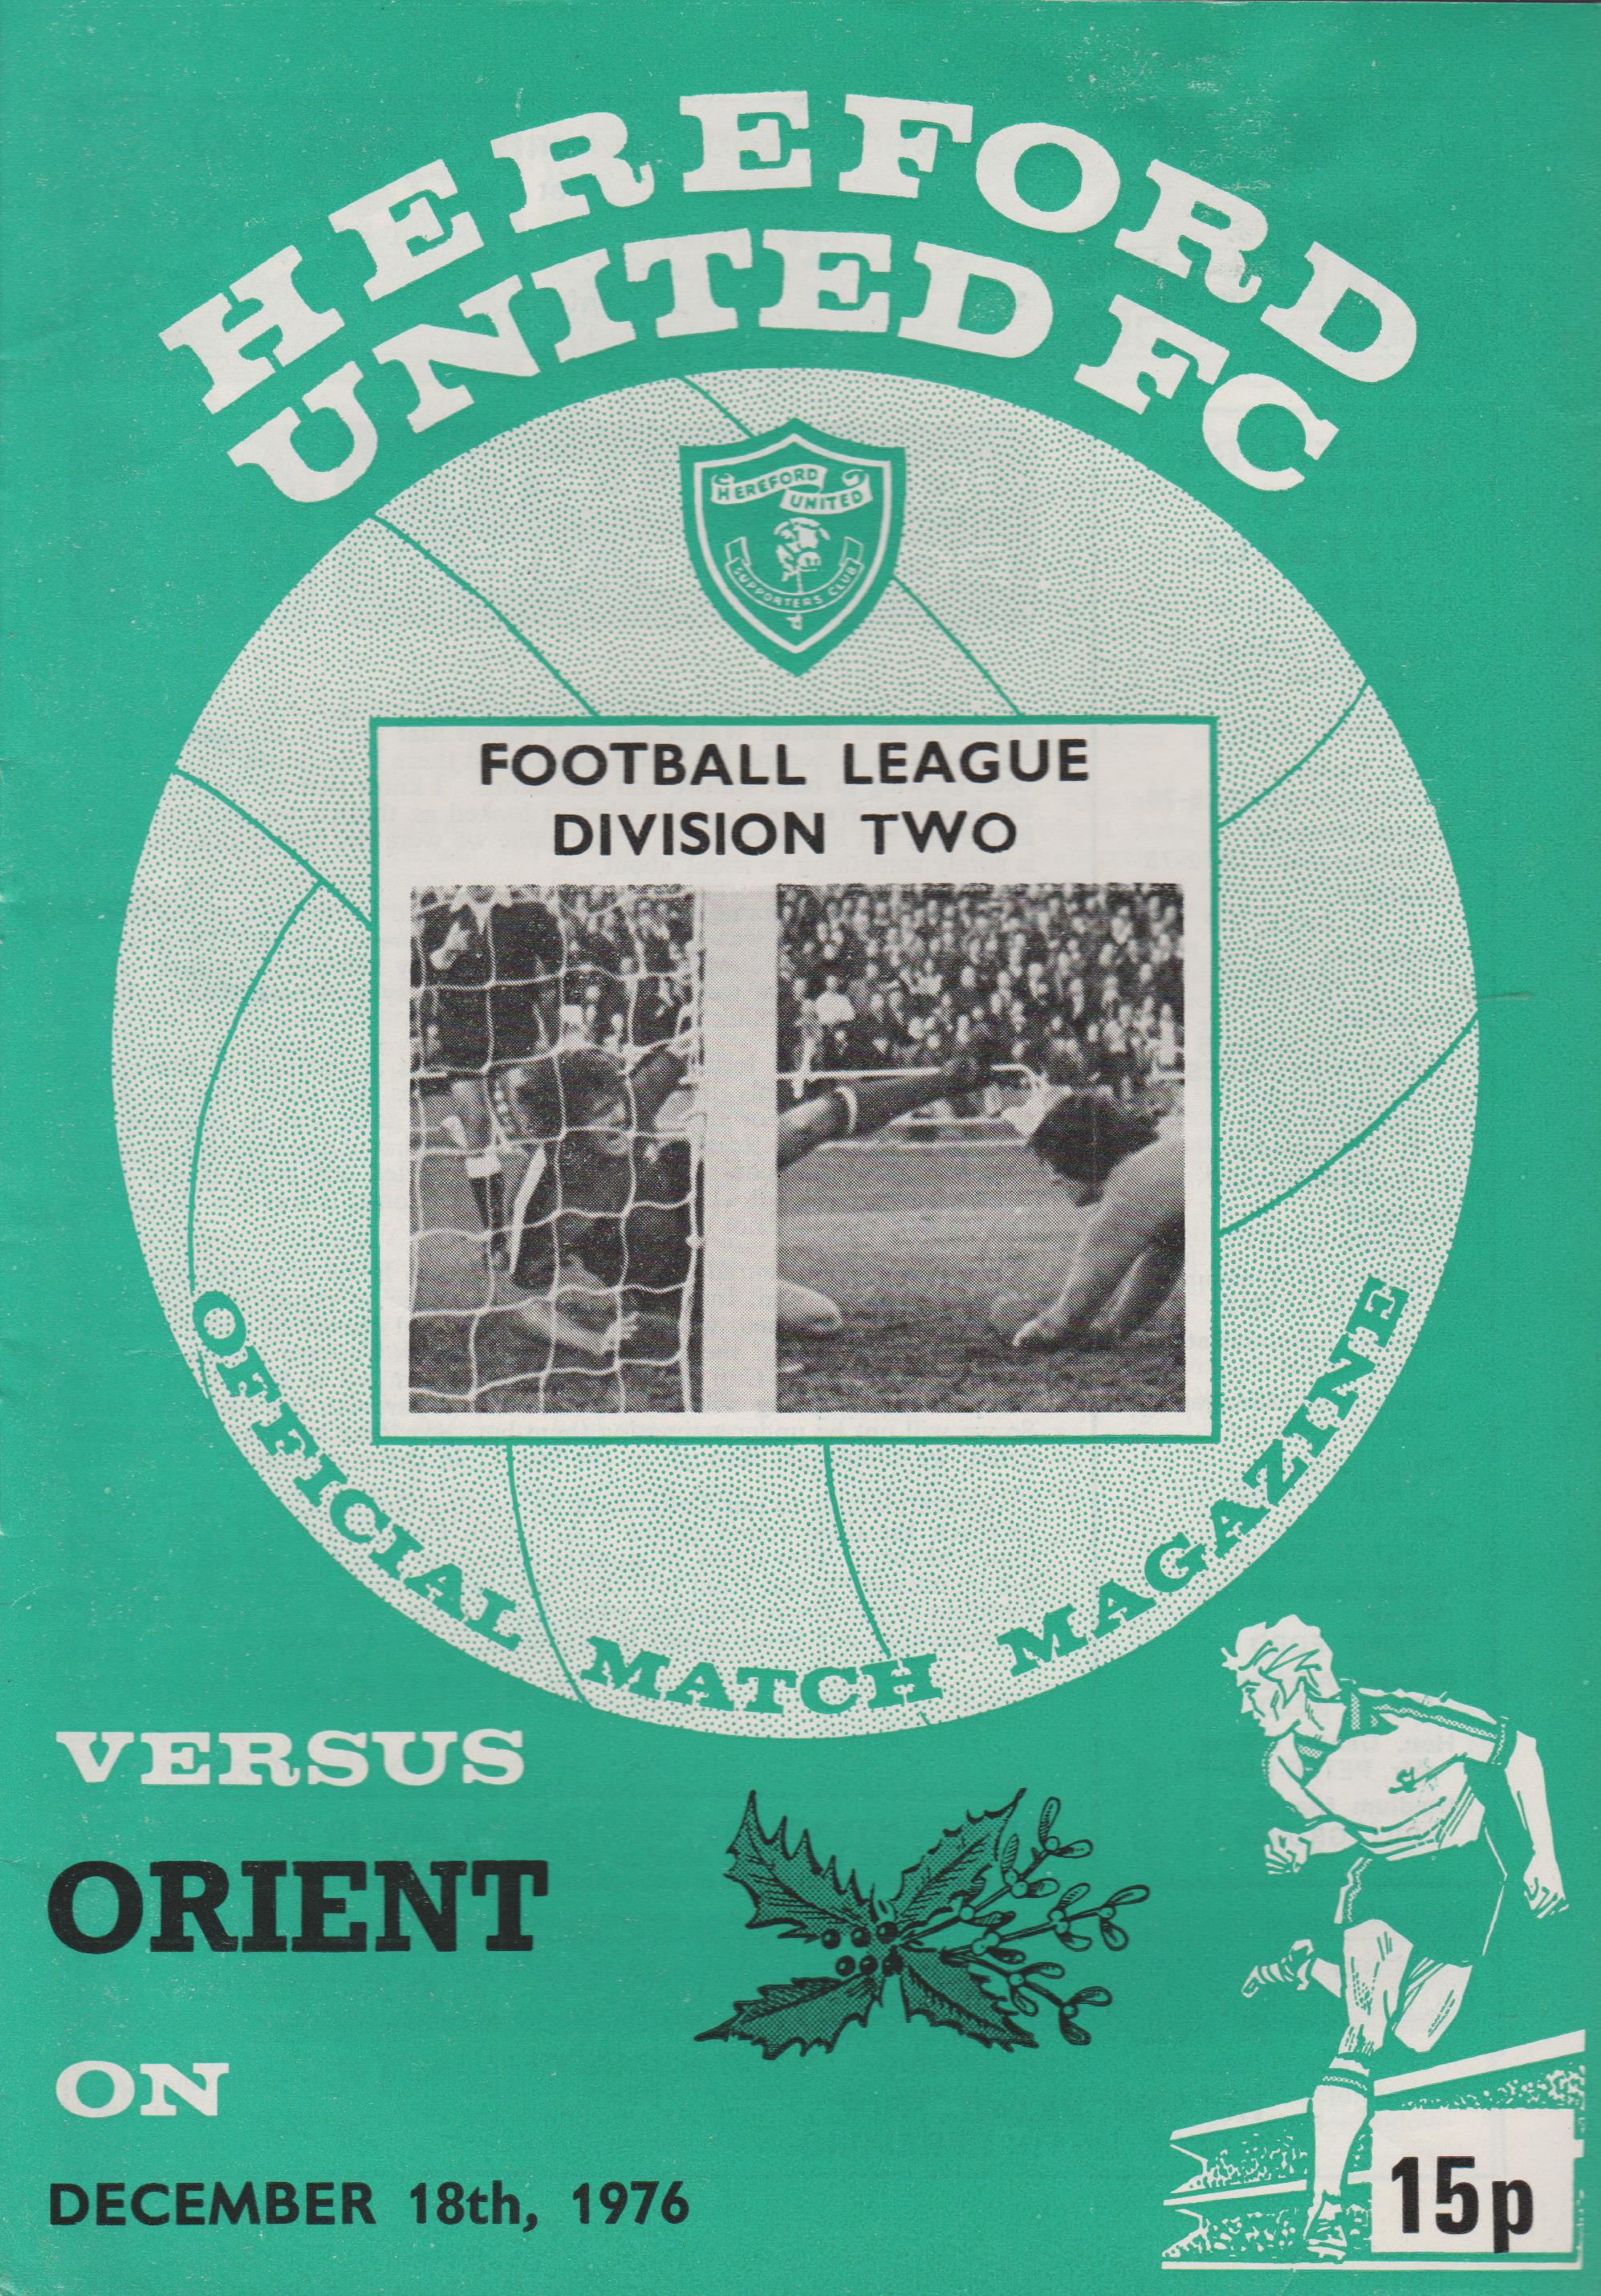 HEREFORD
UNITED FC
HEREFORD
UNITED
SUPPORTERS CLUB
FOOTBALL LEAGUE
DIVISION TWO
OFFICIAL MATCH MAGAZINE
VERSUS
ORIENT
ON
DECEMBER 18th, 1976
15p